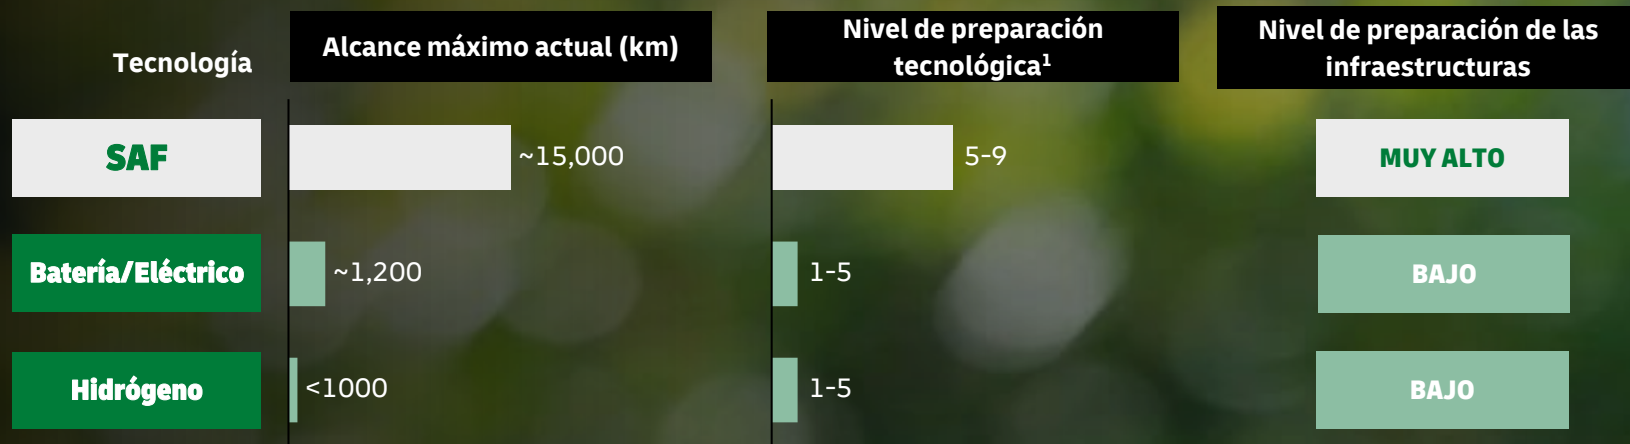 Tecnología
Alcance máximo actual (km)
Nivel de preparación
tecnológica¹
Nivel de preparación de las
infraestructuras
SAF
~15,000
5-9
MUY ALTO
Batería/Eléctrico
~1,200
1-5
BAJO
Hidrógeno
<1000
1-5
BAJO